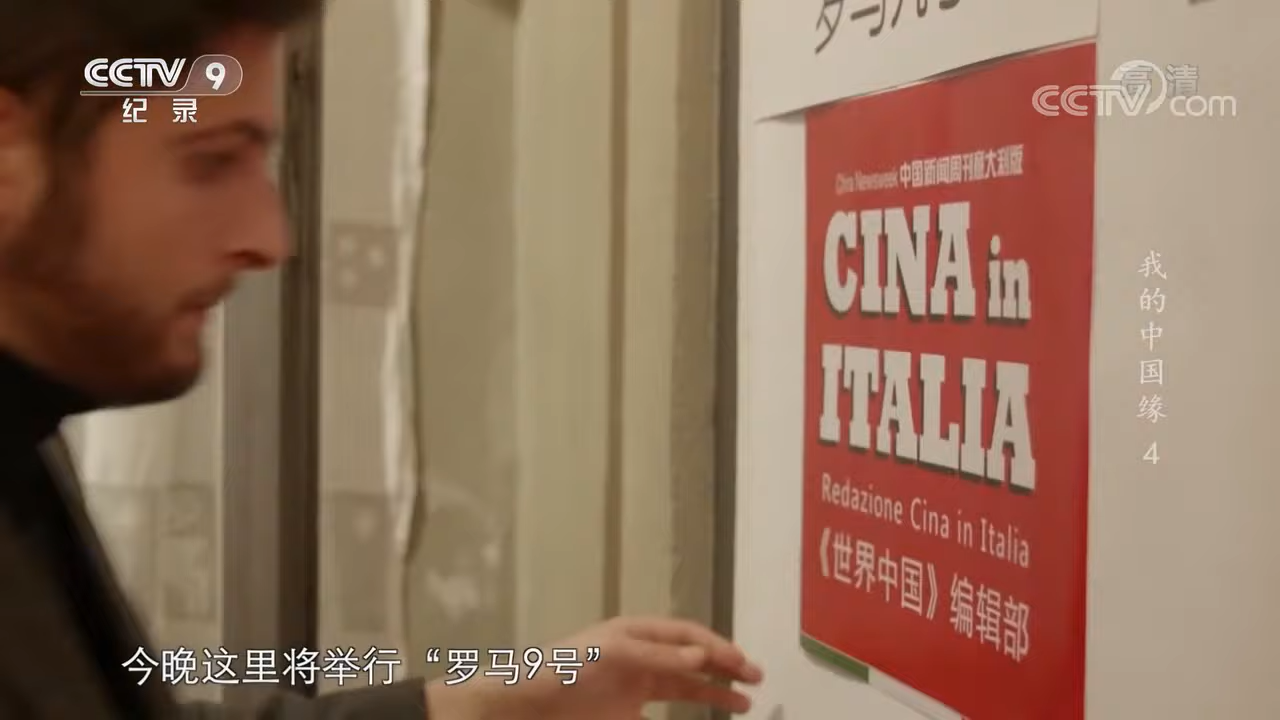 CCTV 9
纪录
高清
CCTV.com
China Newsweek 中国新闻周刊意大利版
CINA in
ITALIA
Redazione Cina in Italia
《世界中国》编辑部
我的中国缘 4
今晚这里将举行“罗马9号”